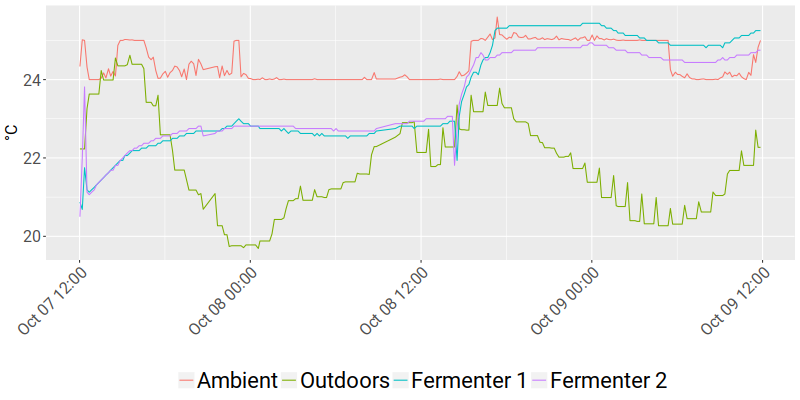 24
22
20
°C
Oct 07 12:00
Oct 08 00:00
Oct 08 12:00
Oct 09 00:00
Oct 09 12:00
Ambient Outdoors Fermenter 1 Fermenter 2